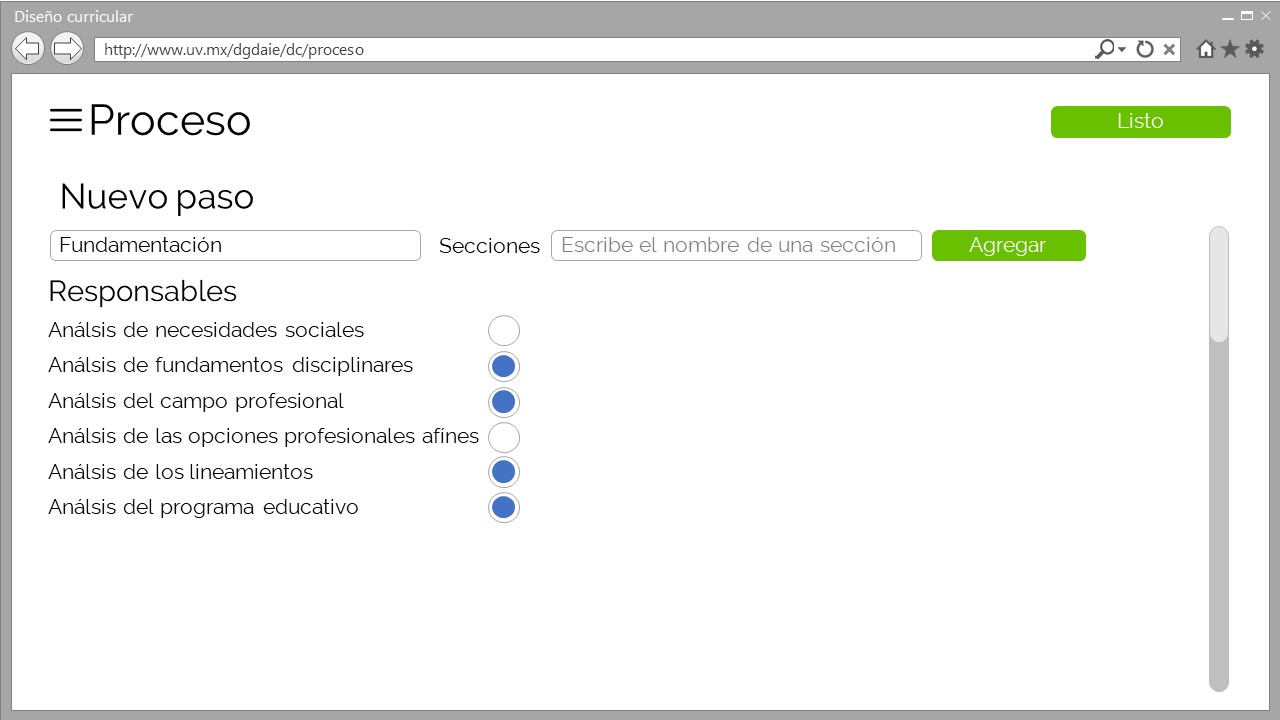 Diseño curricular
http://www.uv.mx/dgdaie/dc/proceso
Proceso
Listo
Nuevo paso
Fundamentación Secciones Escribe el nombre de una sección Agregar
Responsables
Análsis de necesidades sociales
Análsis de fundamentos disciplinares
Análsis del campo profesional
Análsis de las opciones profesionales afínes
Análsis de los lineamientos
Análsis del programa educativo